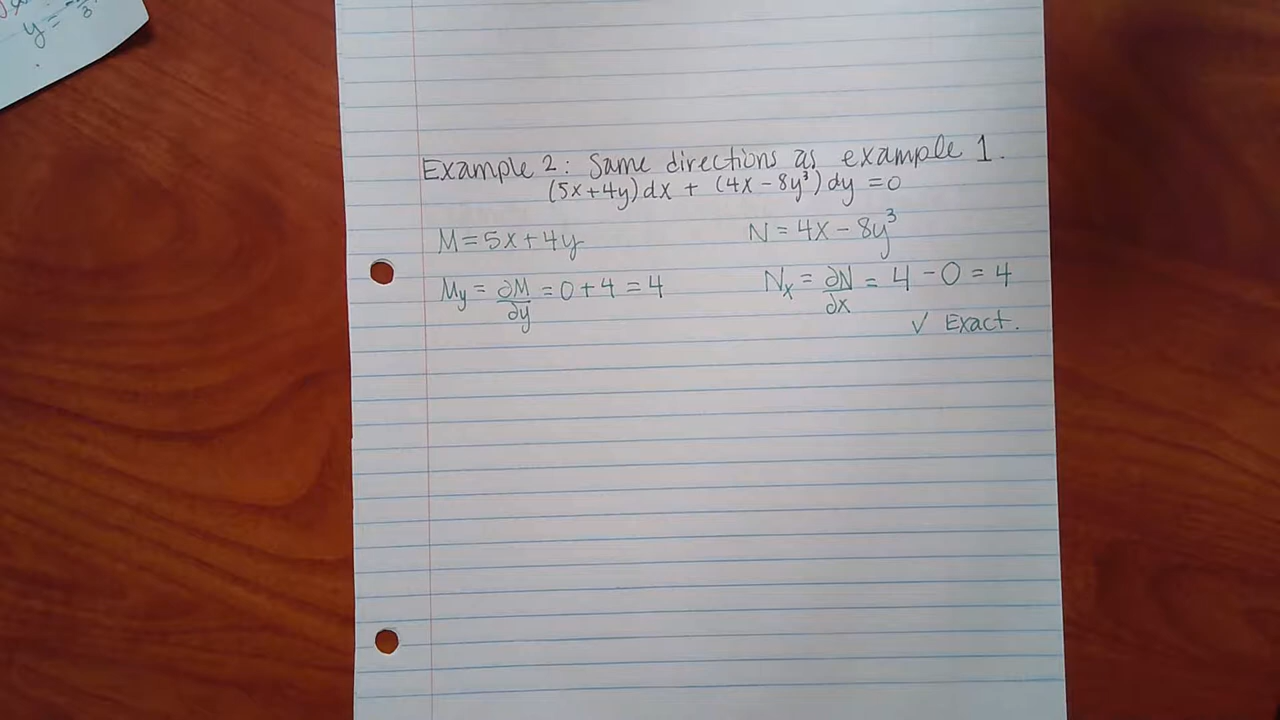 Example 2: Same directions as example 1.
(5x+4y)dx + (4x-8y³)dy = 0
M = 5x+4y N = 4x-8y³
My = ∂M/∂y = 0+4 = 4 Nx = ∂N/∂x = 4-0 = 4
✓ Exact.
y =